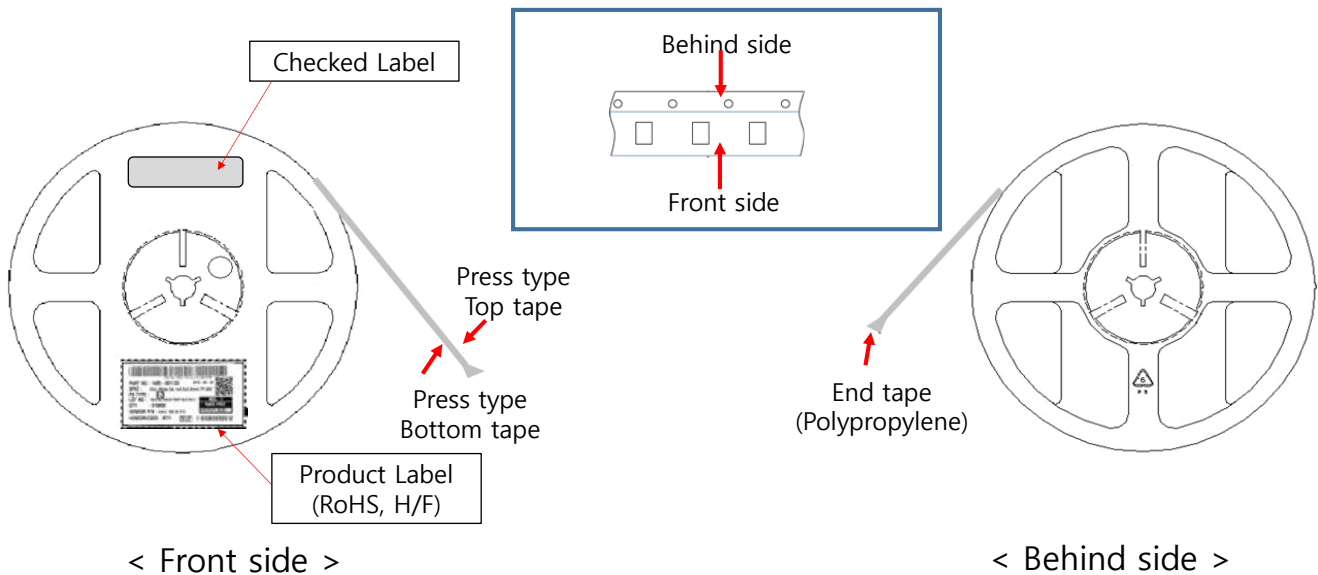 Checked Label
Behind side
Front side
Press type
Top tape
Press type
Bottom tape
End tape
(Polypropylene)
Product Label
(RoHS, H/F)
6
P S
< Front side >
< Behind side >